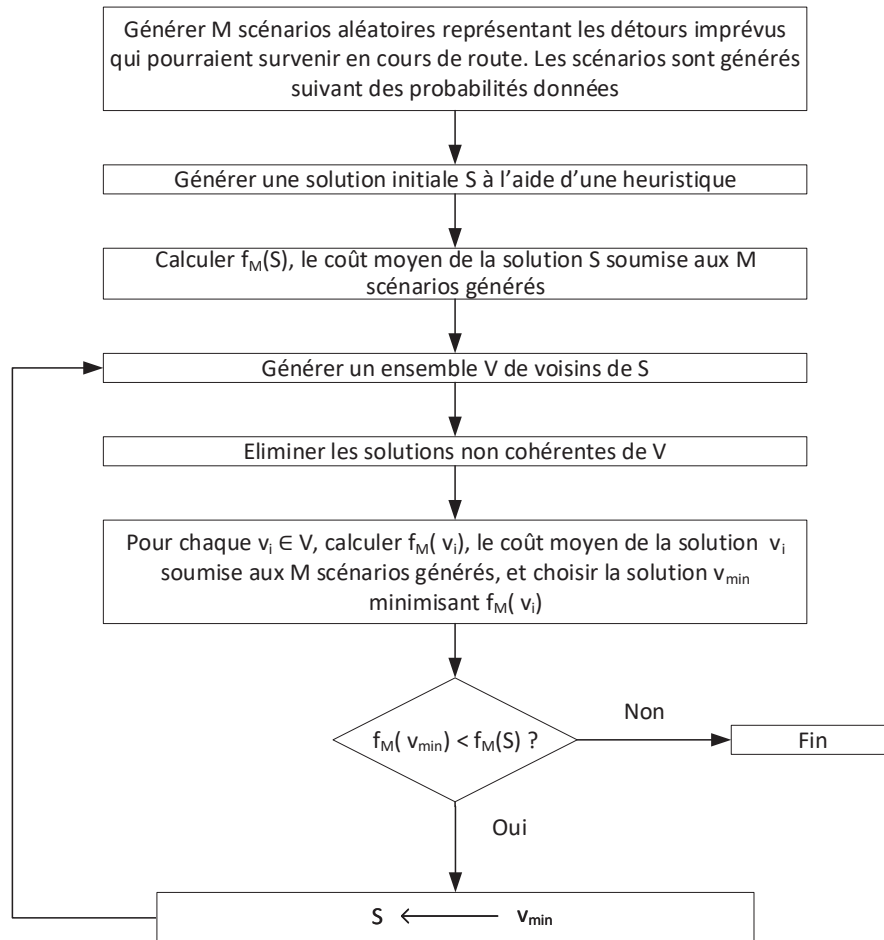 Générer M scénarios aléatoires représentant les détours imprévus
qui pourraient survenir en cours de route. Les scénarios sont générés
suivant des probabilités données
Générer une solution initiale S à l'aide d'une heuristique
Calculer f_M(S), le coût moyen de la solution S soumise aux M
scénarios générés
Générer un ensemble V de voisins de S
Eliminer les solutions non cohérentes de V
Pour chaque v_i ∈ V, calculer f_M( v_i), le coût moyen de la solution v_i
soumise aux M scénarios générés, et choisir la solution v_min
minimisant f_M( v_i)
f_M( v_min) < f_M(S) ?
Non
Fin
Oui
S ← v_min